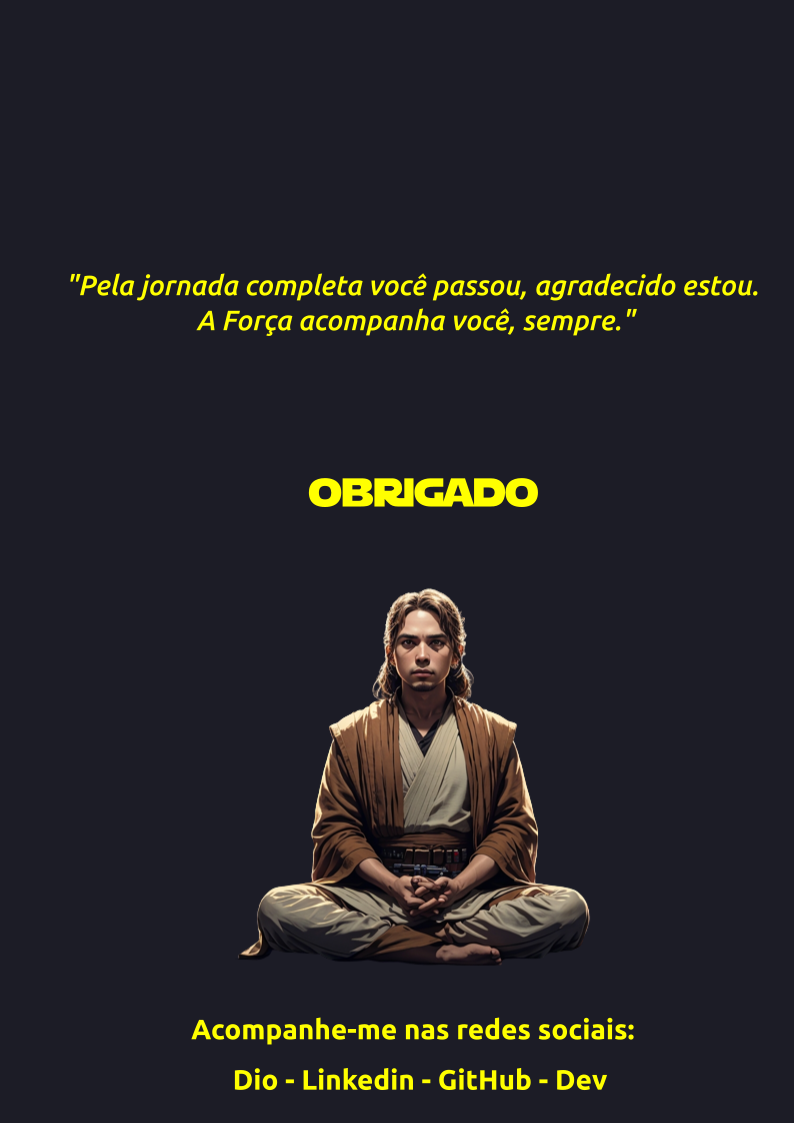 "Pela jornada completa você passou, agradecido estou.
A Força acompanha você, sempre."
OBRIGADO
Acompanhe-me nas redes sociais:
Dio - Linkedin - GitHub - Dev